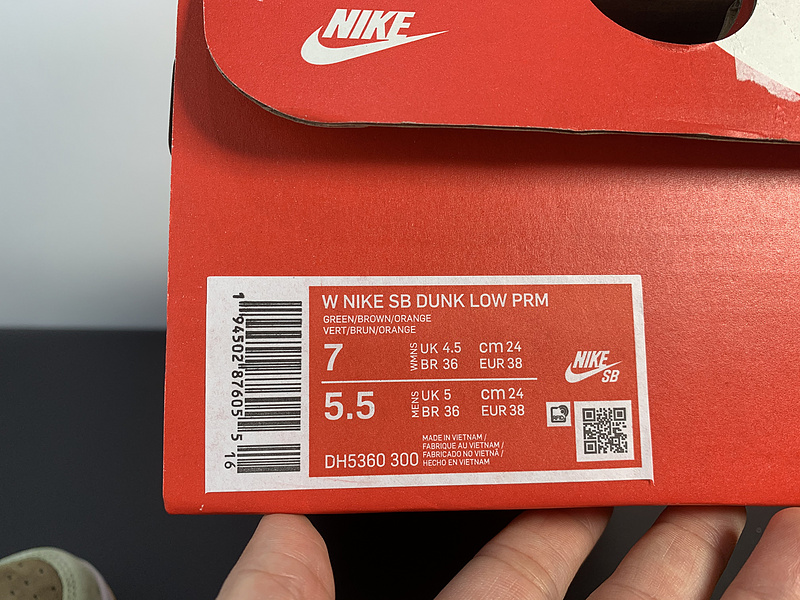 NIKE
W NIKE SB DUNK LOW PRM
GREEN/BROWN/ORANGE
VERT/BRUN/ORANGE
7 WMNS UK 4.5 cm 24
BR 36 EUR 38
5.5 MENS UK 5 cm 24
BR 36 EUR 38
NIKE
SB
RFID
DH5360 300
MADE IN VIETNAM /
FABRIQUE AU VIETNAM /
FABRICADO NO VIETNÃ /
HECHO EN VIETNAM
1 94502 87605 5 16